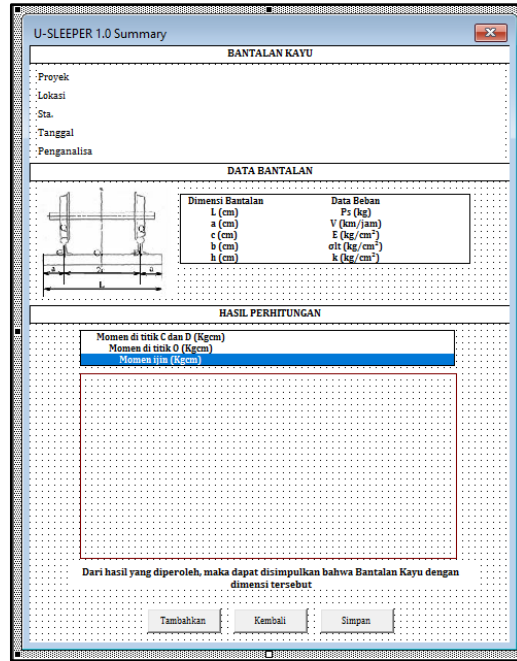 U-SLEEPER 1.0 Summary
BANTALAN KAYU
Proyek
Lokasi
Sta.
Tanggal
Penganalisa
DATA BANTALAN
Dimensi Bantalan Data Beban
L (cm) Ps (kg)
a (cm) V (km/jam)
c (cm) E (kg/cm²)
b (cm) σlt (kg/cm²)
h (cm) k (kg/cm²)
a a
L
HASIL PERHITUNGAN
Momen di titik C dan D (Kgcm)
Momen di titik O (Kgcm)
Momen ijin (Kgcm)
Dari hasil yang diperoleh, maka dapat disimpulkan bahwa Bantalan Kayu dengan
dimensi tersebut
Tambahkan Kembali Simpan